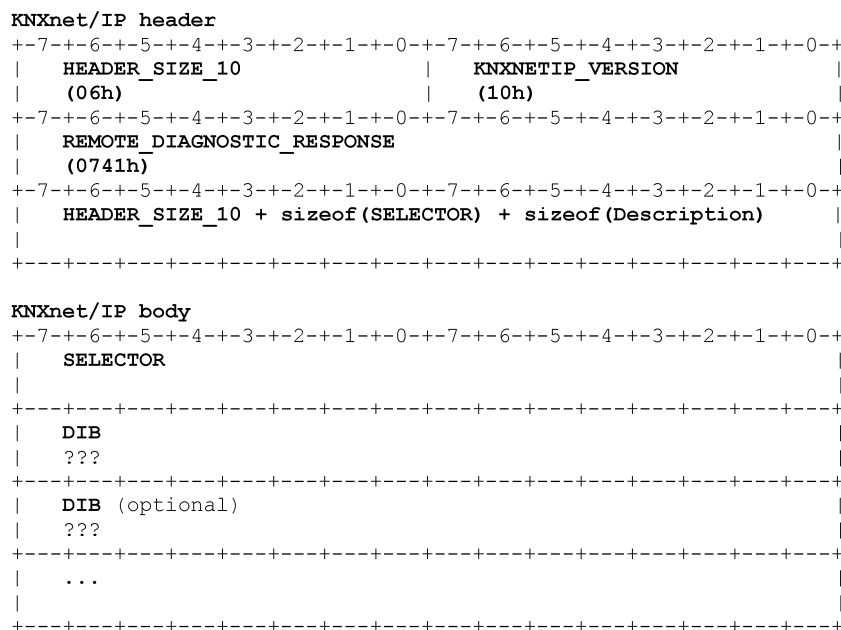 KNXnet/IP header
+-7-+-6-+-5-+-4-+-3-+-2-+-1-+-0-+-7-+-6-+-5-+-4-+-3-+-2-+-1-+-0-+
|   HEADER_SIZE_10              |   KNXNETIP_VERSION            |
|   (06h)                       |   (10h)                       |
+-7-+-6-+-5-+-4-+-3-+-2-+-1-+-0-+-7-+-6-+-5-+-4-+-3-+-2-+-1-+-0-+
|   REMOTE_DIAGNOSTIC_RESPONSE                                  |
|   (0741h)                                                     |
+-7-+-6-+-5-+-4-+-3-+-2-+-1-+-0-+-7-+-6-+-5-+-4-+-3-+-2-+-1-+-0-+
|   HEADER_SIZE_10 + sizeof(SELECTOR) + sizeof(Description)     |
|                                                               |
+---+---+---+---+---+---+---+---+---+---+---+---+---+---+---+---+
KNXnet/IP body
+-7-+-6-+-5-+-4-+-3-+-2-+-1-+-0-+-7-+-6-+-5-+-4-+-3-+-2-+-1-+-0-+
|   SELECTOR                                                    |
|                                                               |
+---+---+---+---+---+---+---+---+---+---+---+---+---+---+---+---+
|   DIB                                                         |
|   ???                                                         |
+---+---+---+---+---+---+---+---+---+---+---+---+---+---+---+---+
|   DIB (optional)                                              |
|   ???                                                         |
+---+---+---+---+---+---+---+---+---+---+---+---+---+---+---+---+
|   ...                                                         |
|                                                               |
+---+---+---+---+---+---+---+---+---+---+---+---+---+---+---+---+